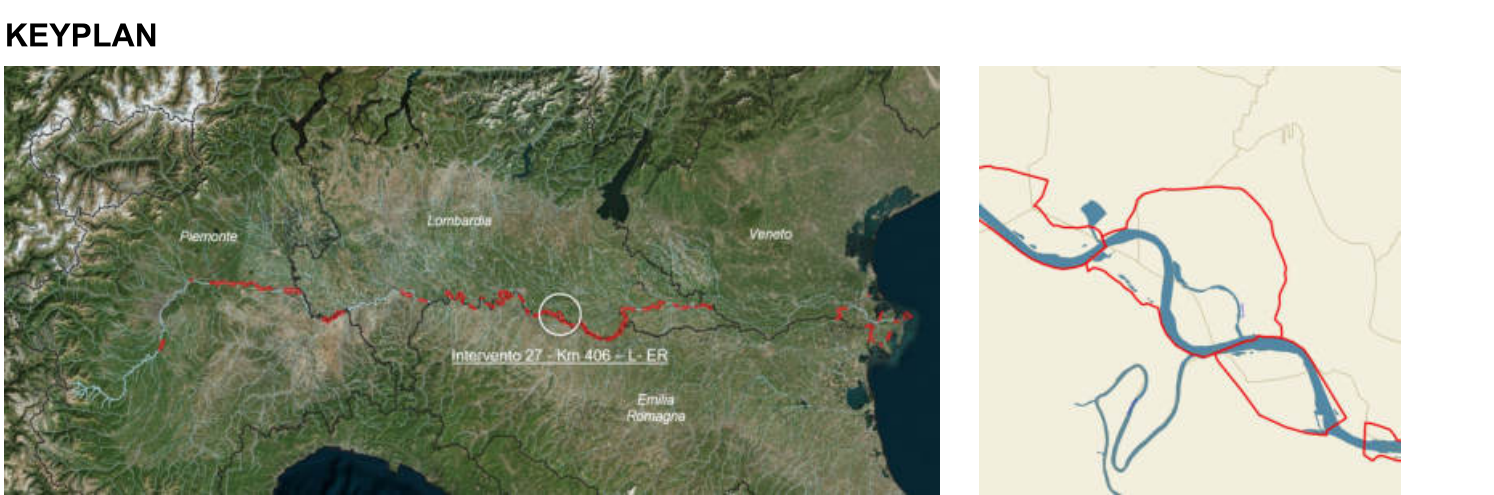 KEYPLAN
Lombardia
Piemonte
Veneto
Intervento 27 - Km 406 - L- ER
Emilia
Romagna